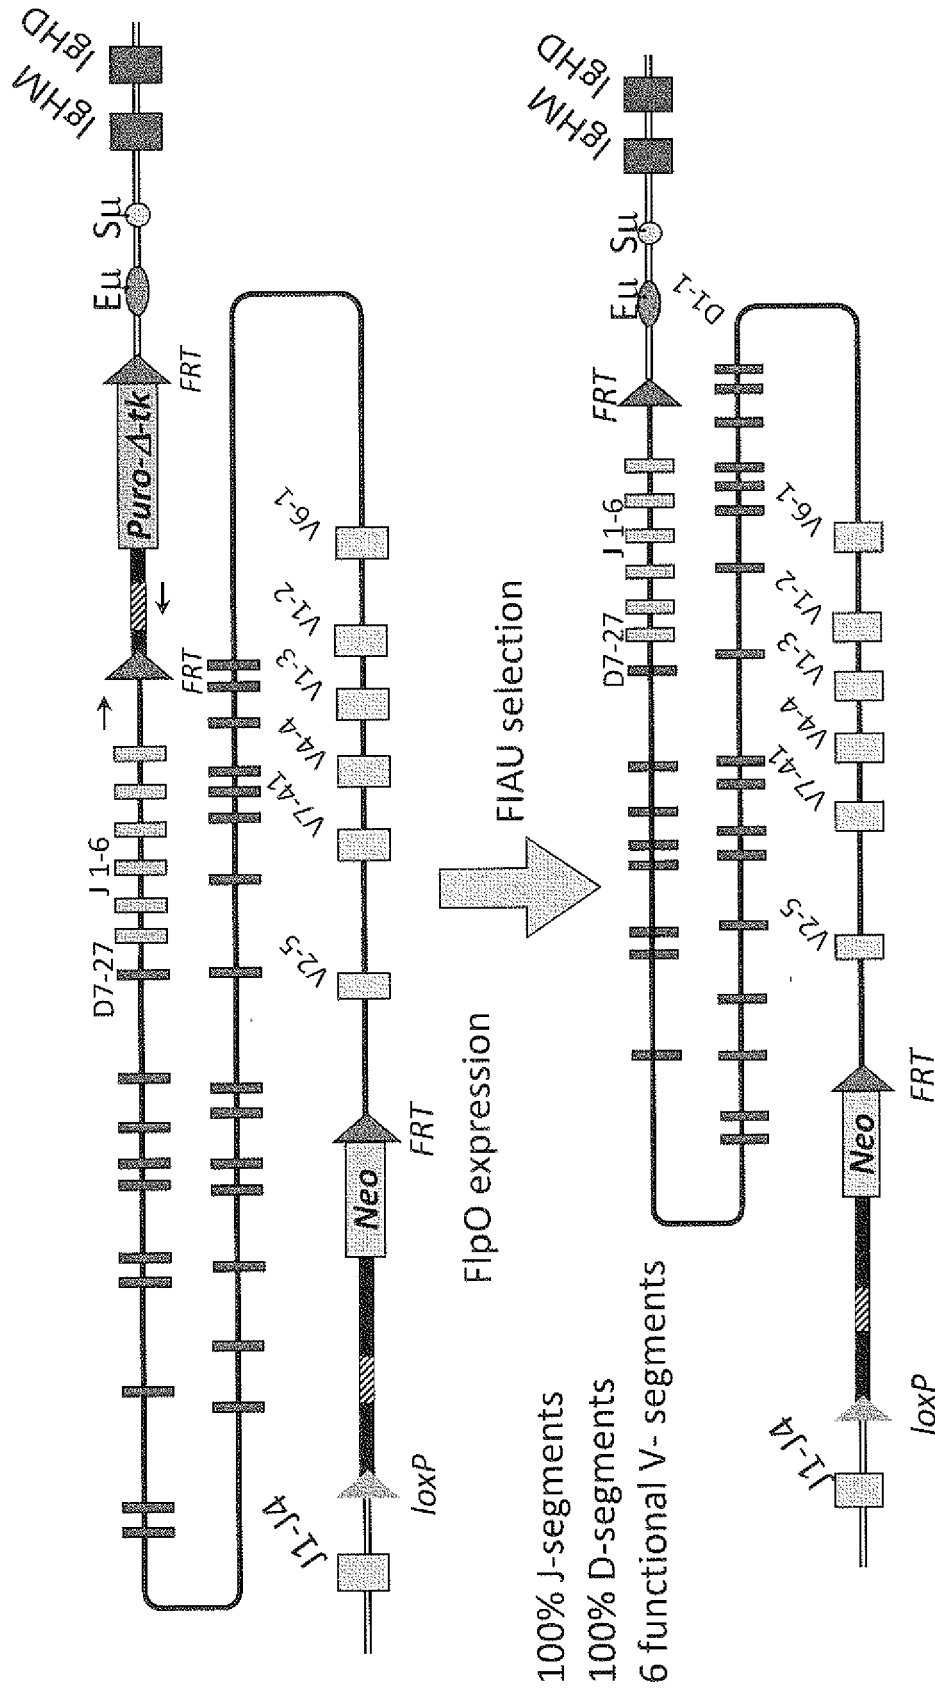 IgHD
IgHM
Sµ
Eµ
FRT
Puro-Δ-tk
FRT
J 1-6
D7-27
V6-1
V1-2
V1-3
V4-4
V7-41
V2-5
FRT
Neo
loxP
J1-J4
FlpO expression
FIAU selection
IgHD
IgHM
Sµ
Eµ
D1-1
FRT
J 1-6
D7-27
V6-1
V1-2
V1-3
V4-4
V7-41
V2-5
FRT
Neo
loxP
J1-J4
100% J-segments
100% D-segments
6 functional V- segments